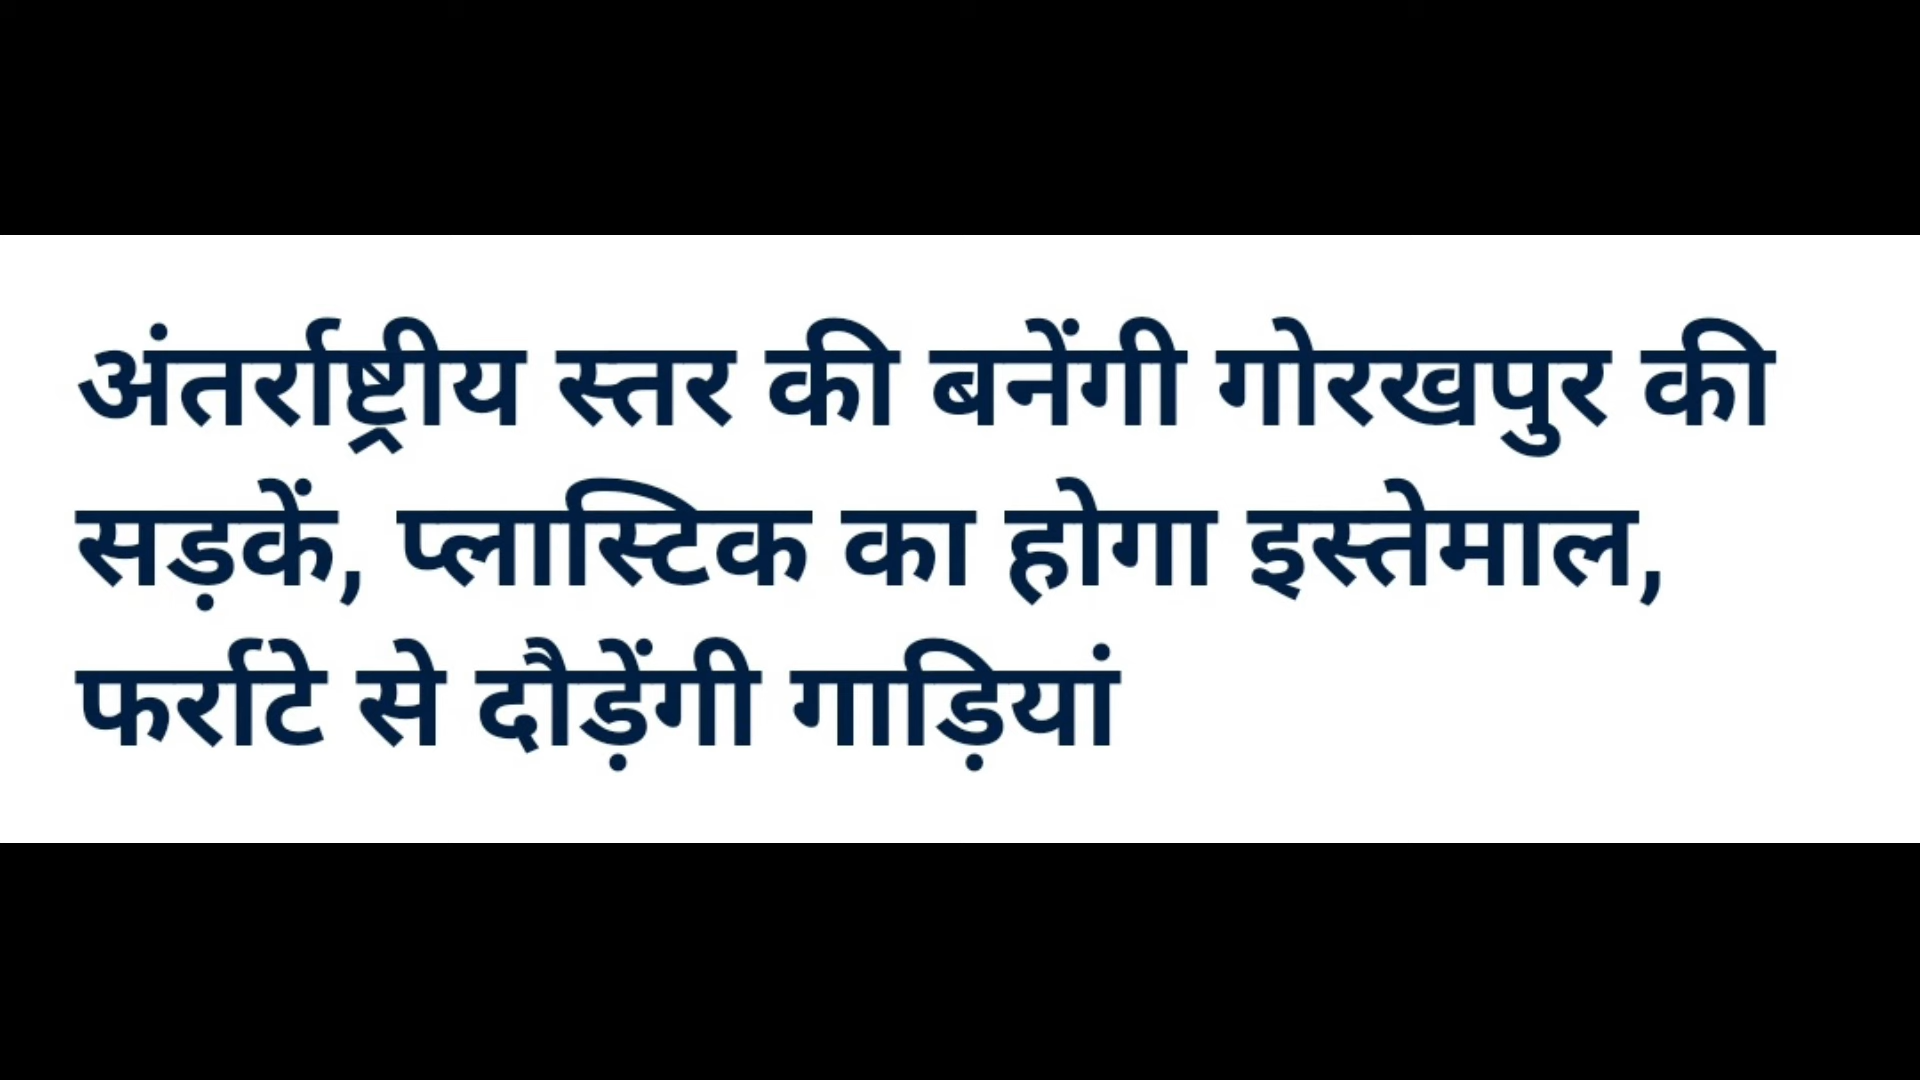 अंतर्राष्ट्रीय स्तर की बनेंगी गोरखपुर की
सड़कें, प्लास्टिक का होगा इस्तेमाल,
फर्राटे से दौड़ेंगी गाड़ियां